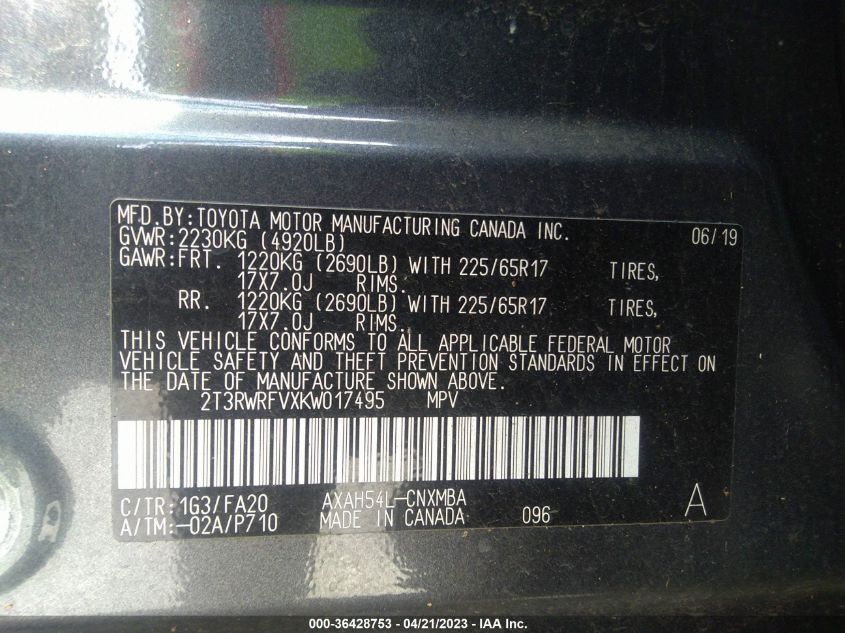 MFD.BY:TOYOTA MOTOR MANUFACTURING CANADA INC. 06/19
GVWR:2230KG (4920LB)
GAWR:FRT. 1220KG (2690LB) WITH 225/65R17 TIRES,
17X7.0J RIMS.
RR. 1220KG (2690LB) WITH 225/65R17 TIRES,
17X7.0J RIMS.
THIS VEHICLE CONFORMS TO ALL APPLICABLE FEDERAL MOTOR
VEHICLE SAFETY AND THEFT PREVENTION STANDARDS IN EFFECT ON
THE DATE OF MANUFACTURE SHOWN ABOVE.
2T3RWRFVXKW017495 MPV
C/TR:1G3/FA20 AXAH54L-CNXMBA A
A/TM:-02A/P710 MADE IN CANADA 096
000-36428753 - 04/21/2023 - IAA Inc.